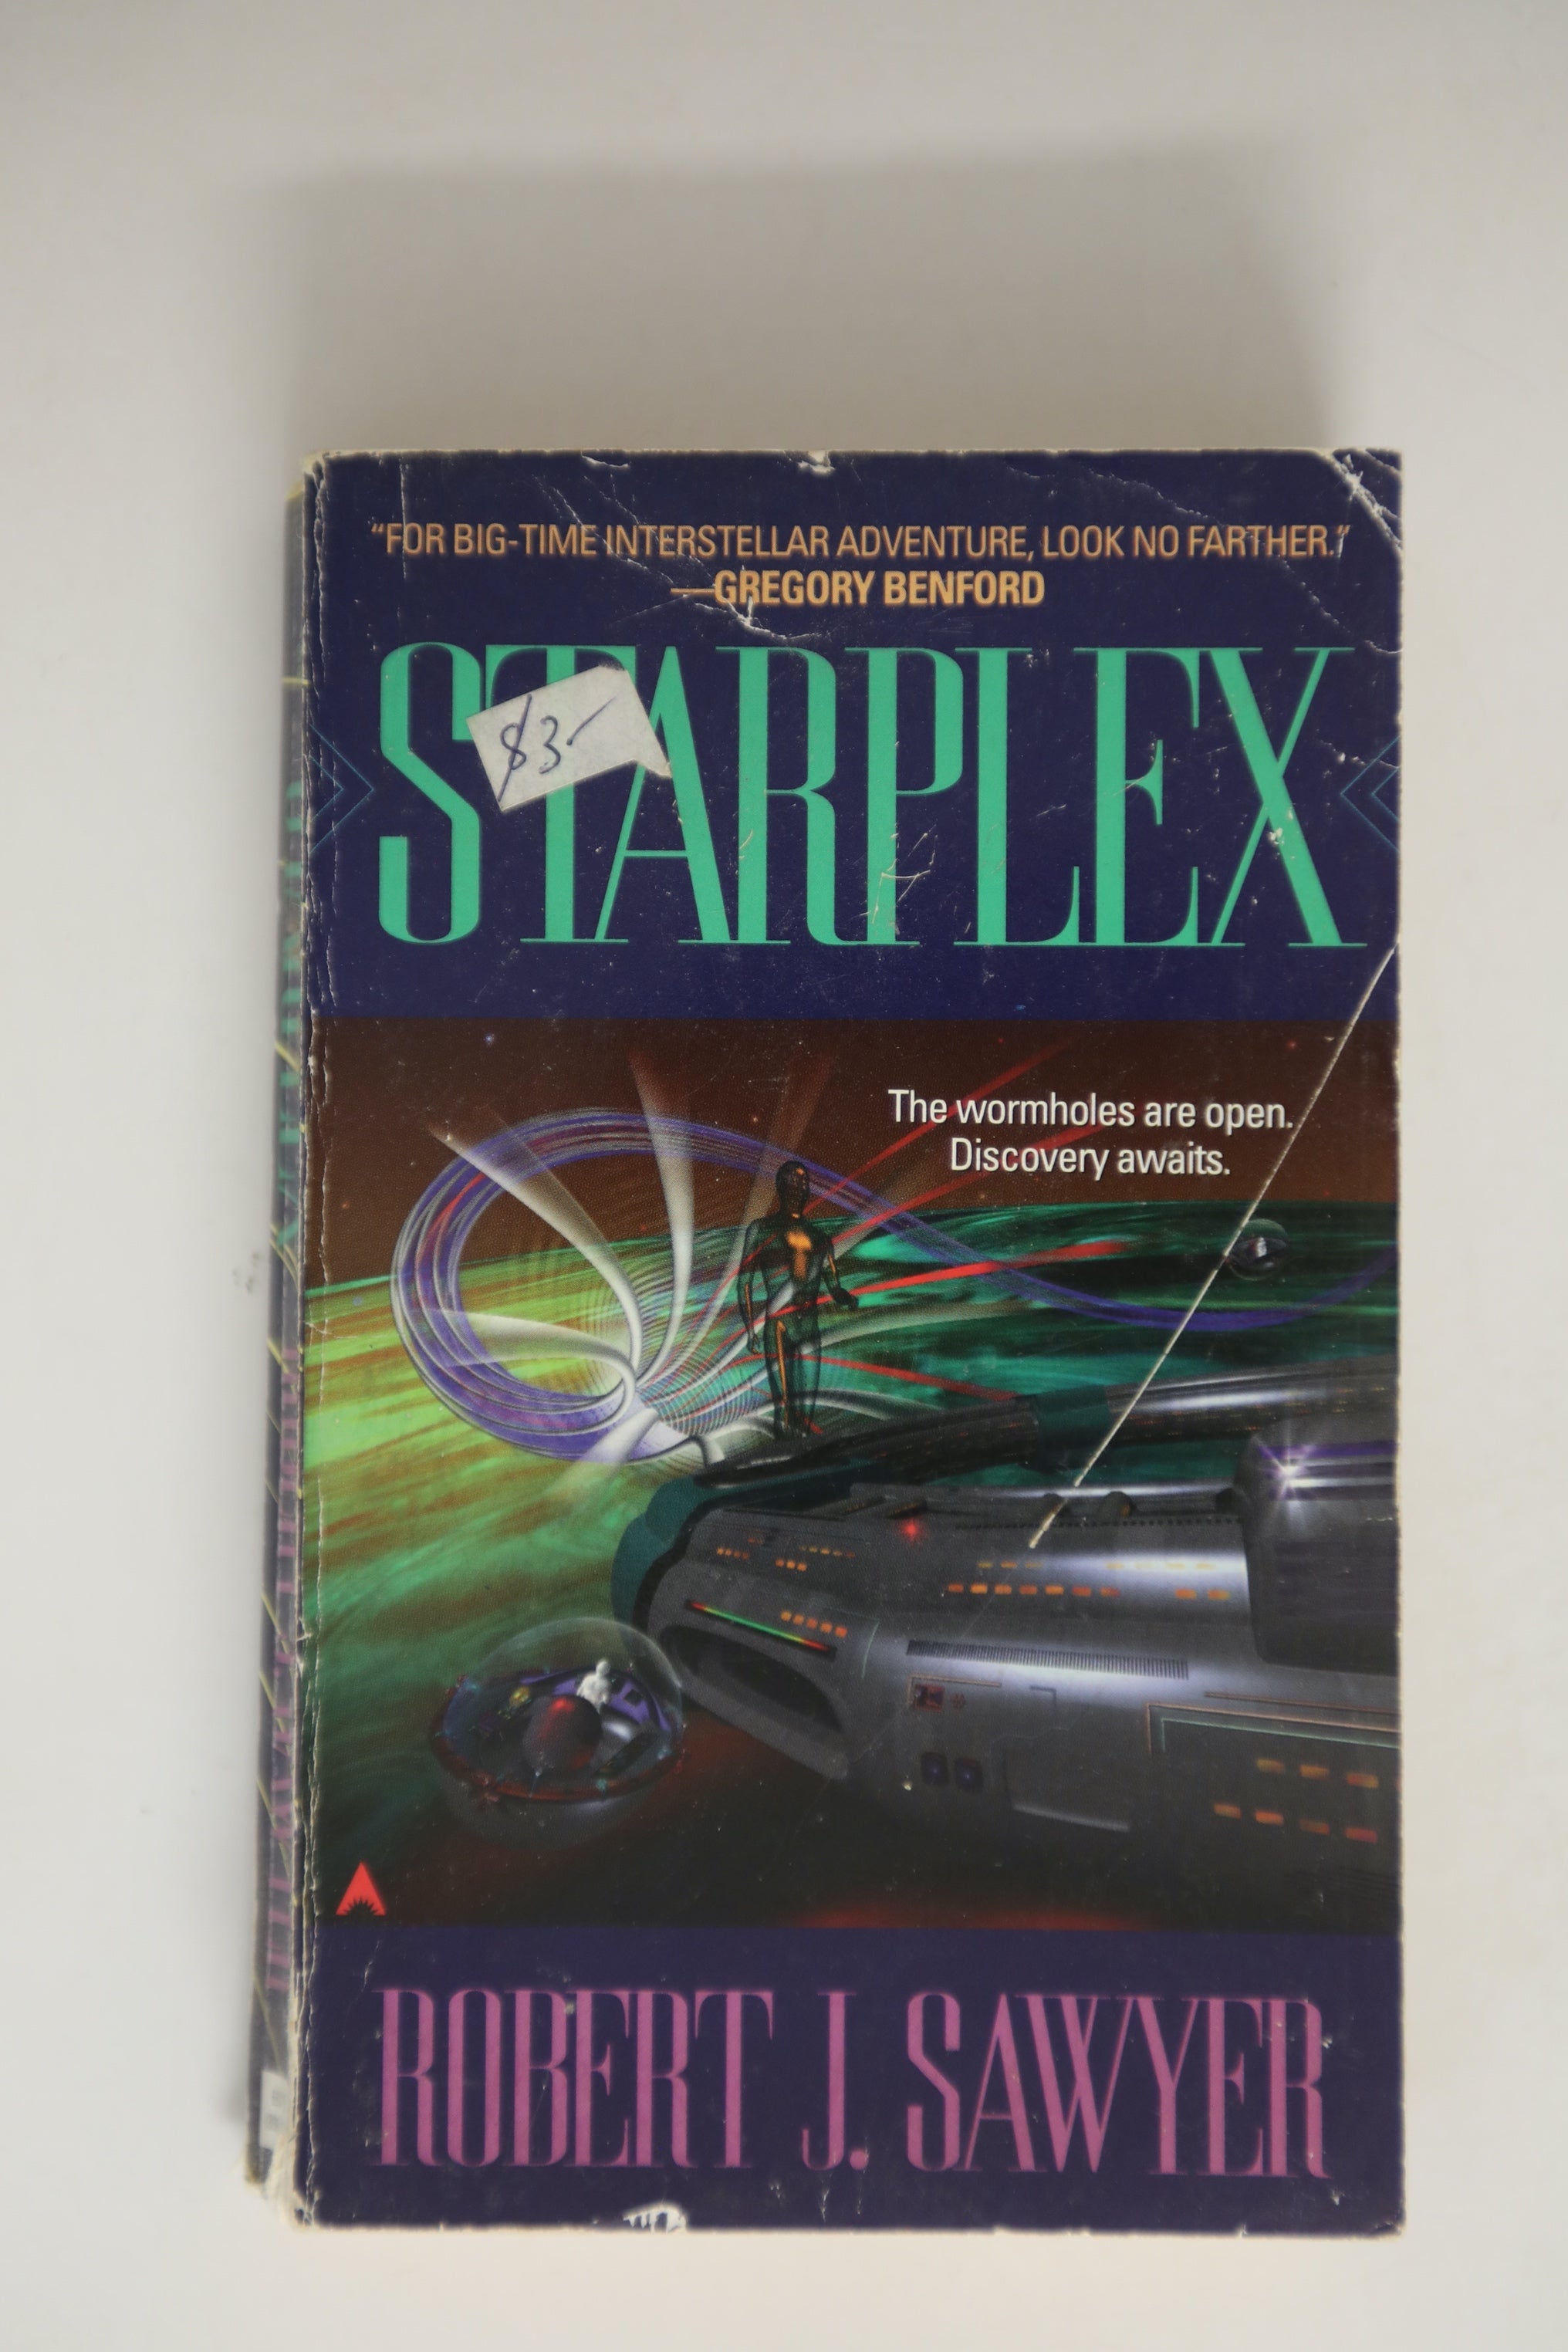 “FOR BIG-TIME INTERSTELLAR ADVENTURE, LOOK NO FARTHER.”
—GREGORY BENFORD
STARPLEX
$3-
The wormholes are open.
Discovery awaits.
ROBERT J. SAWYER